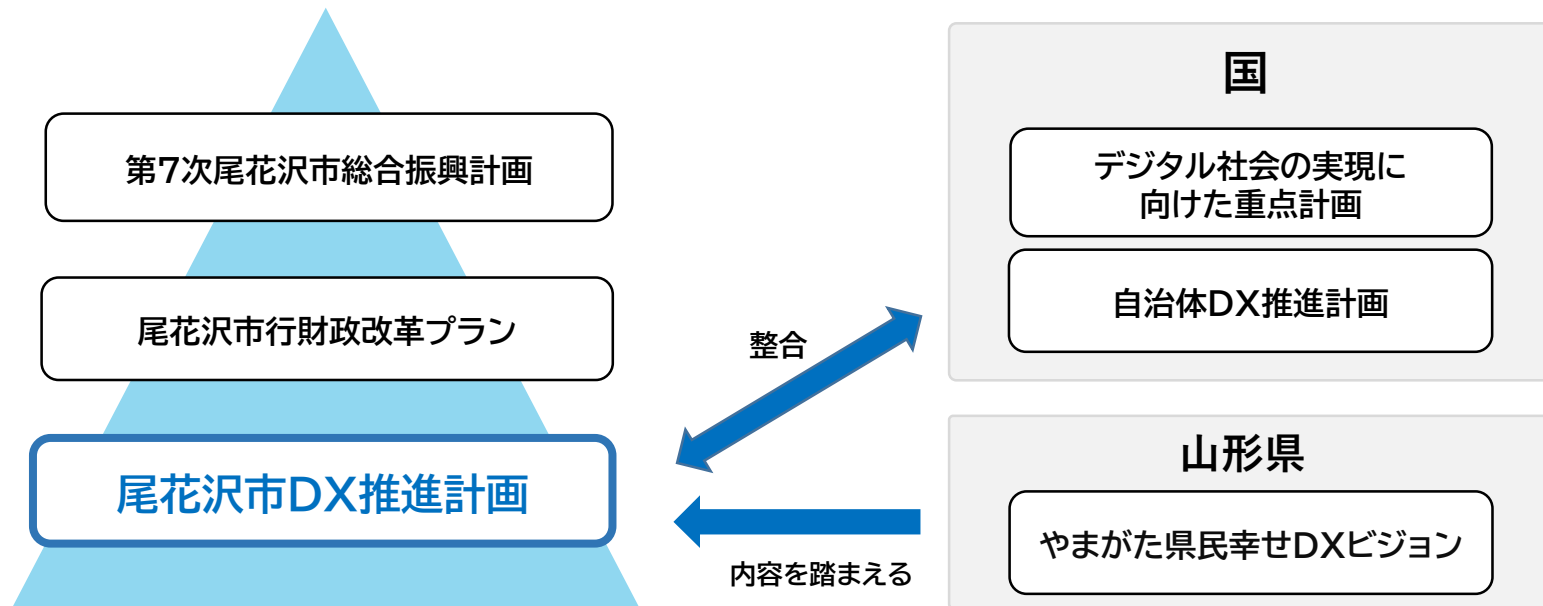 第7次尾花沢市総合振興計画
尾花沢市行財政改革プラン
尾花沢市DX推進計画
整合
内容を踏まえる
国
デジタル社会の実現に
向けた重点計画
自治体DX推進計画
山形県
やまがた県民幸せDXビジョン